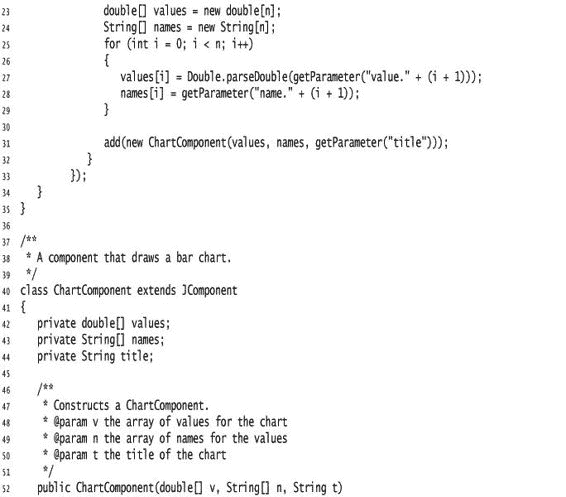 23 double[] values = new double[n];
24 String[] names = new String[n];
25 for (int i = 0; i < n; i++)
26 {
27 values[i] = Double.parseDouble(getParameter("value." + (i + 1)));
28 names[i] = getParameter("name." + (i + 1));
29 }
30
31 add(new ChartComponent(values, names, getParameter("title")));
32 }
33 });
34 }
35 }
36
37 /**
38 * A component that draws a bar chart.
39 */
40 class ChartComponent extends JComponent
41 {
42 private double[] values;
43 private String[] names;
44 private String title;
45
46 /**
47 * Constructs a ChartComponent.
48 * @param v the array of values for the chart
49 * @param n the array of names for the values
50 * @param t the title of the chart
51 */
52 public ChartComponent(double[] v, String[] n, String t)